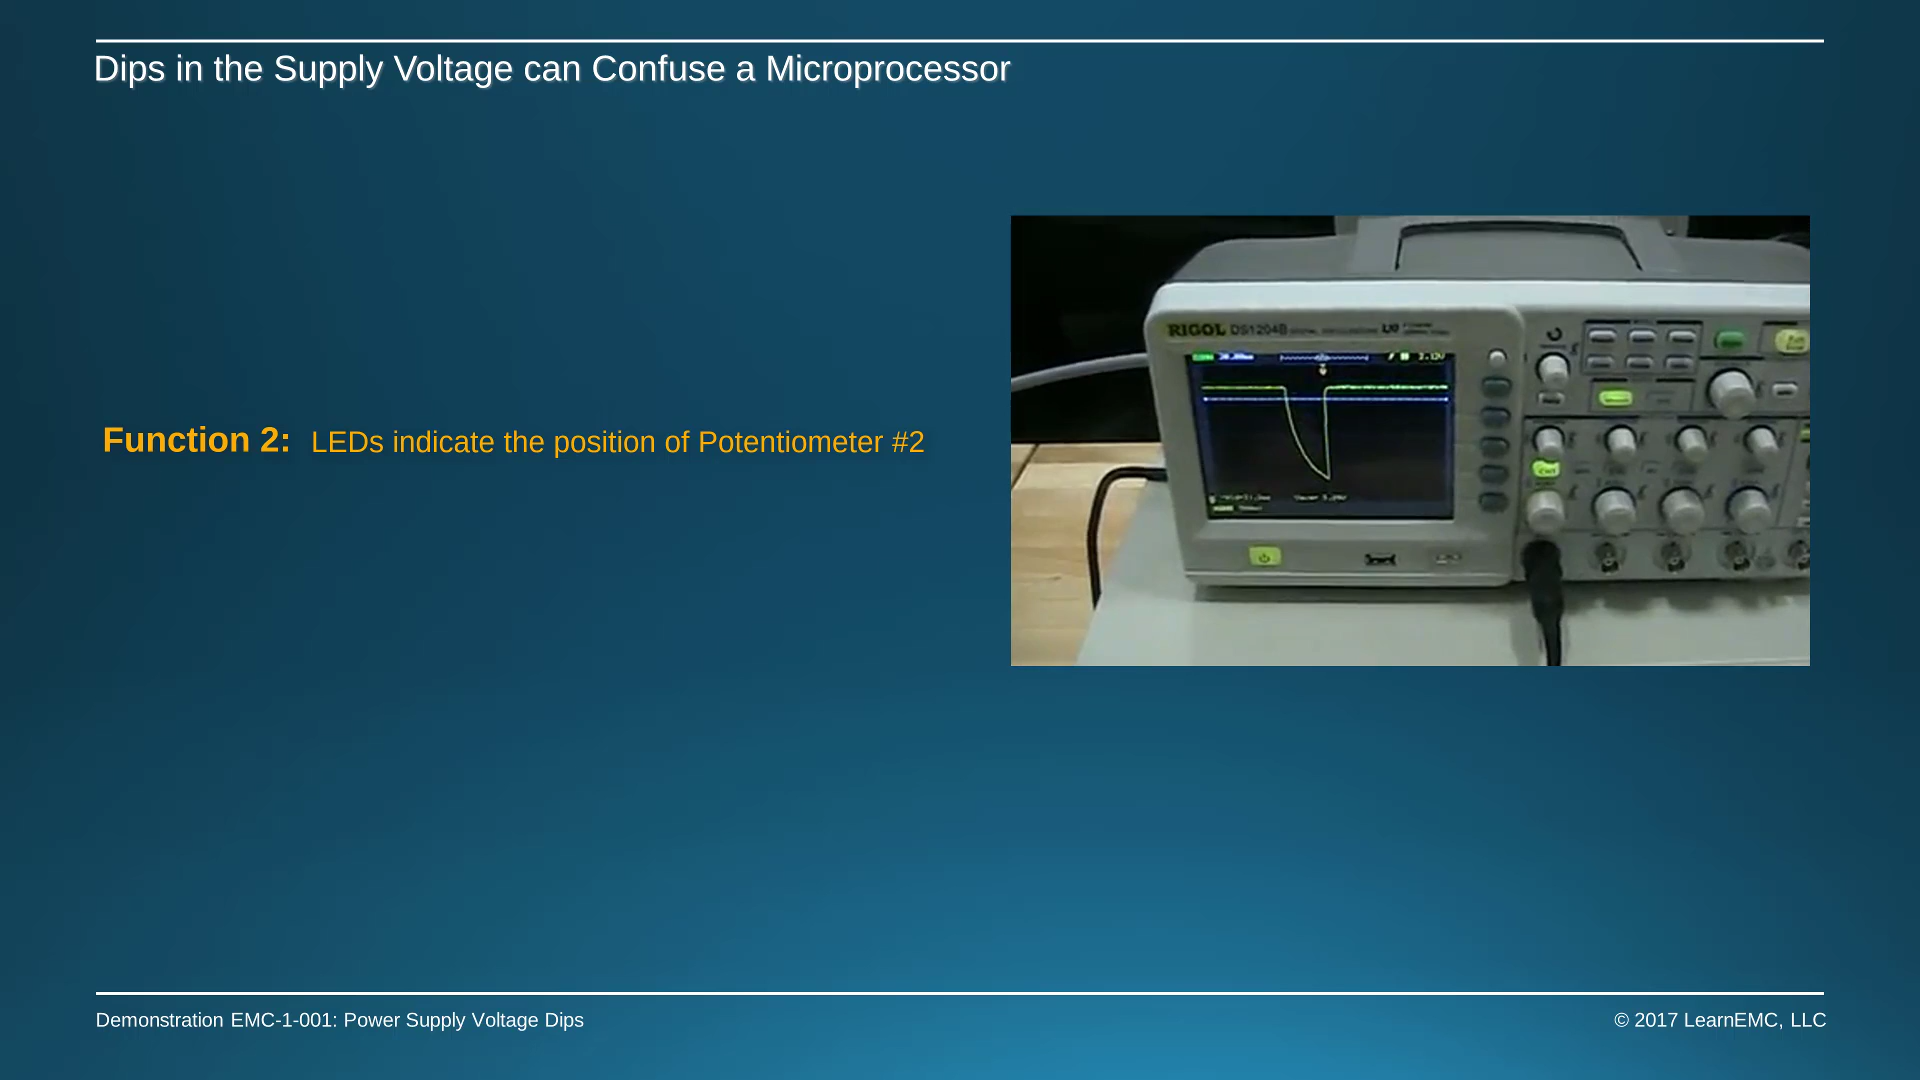 Dips in the Supply Voltage can Confuse a Microprocessor
Function 2: LEDs indicate the position of Potentiometer #2
RIGOL DS1204B
Demonstration EMC-1-001: Power Supply Voltage Dips
© 2017 LearnEMC, LLC